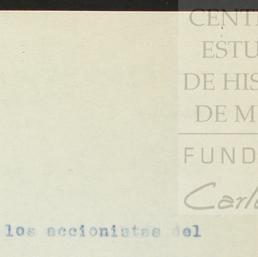 CENT
ESTU
DE HIS
DE M
FUND
Carl
los accionistas del